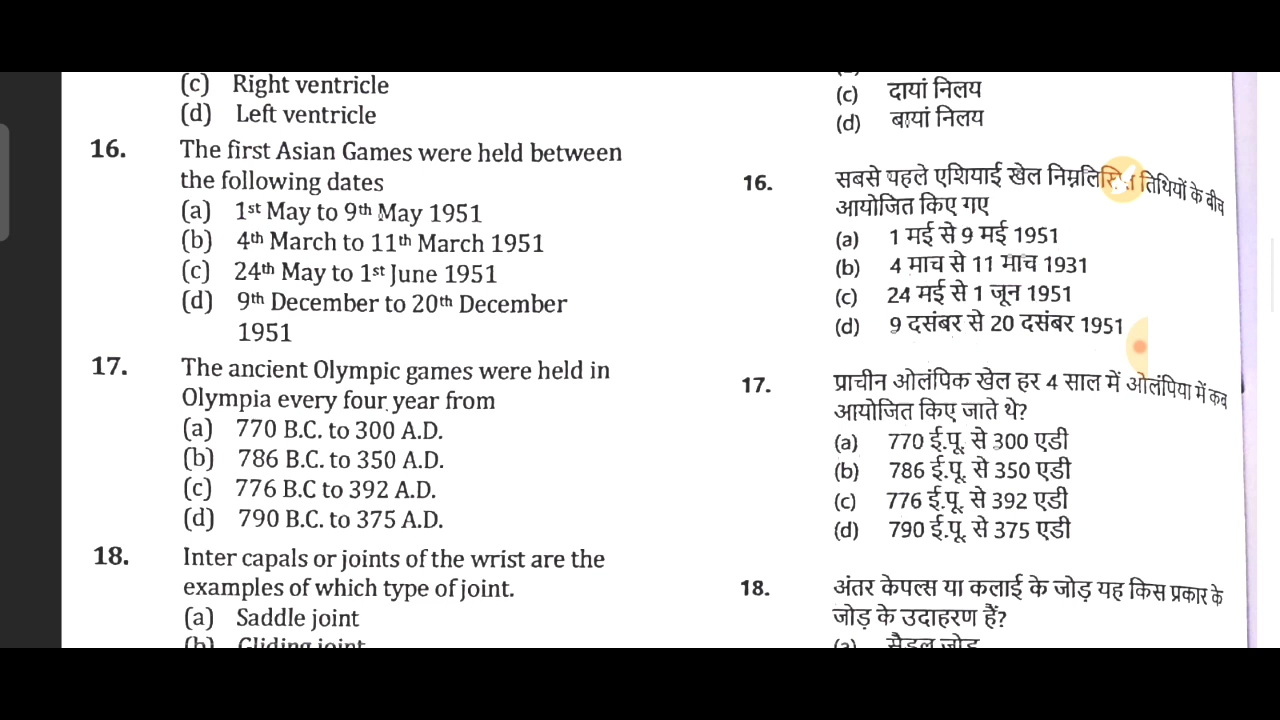 (c) Right ventricle
(d) Left ventricle
16. The first Asian Games were held between
the following dates
(a) 1st May to 9th May 1951
(b) 4th March to 11th March 1951
(c) 24th May to 1st June 1951
(d) 9th December to 20th December
1951
17. The ancient Olympic games were held in
Olympia every four year from
(a) 770 B.C. to 300 A.D.
(b) 786 B.C. to 350 A.D.
(c) 776 B.C to 392 A.D.
(d) 790 B.C. to 375 A.D.
18. Inter capals or joints of the wrist are the
examples of which type of joint.
(a) Saddle joint
(b) Gliding joint
(c) दायां निलय
(d) बायां निलय
16. सबसे पहले एशियाई खेल तिथियों के बीच
आयोजित किए गए
(a) 1 मई से 9 मई 1951
(b) 4 माच से 11 माच 1931
(c) 24 मई से 1 जून 1951
(d) 9 दसंबर से 20 दसंबर 1951
17. प्राचीन ओलंपिक खेल हर 4 साल में ओलंपिया में कब
आयोजित किए जाते थे?
(a) 770 ई.पू. से 300 एडी
(b) 786 ई.पू. से 350 एडी
(c) 776 ई.पू. से 392 एडी
(d) 790 ई.पू. से 375 एडी
18. अंतर केपल्स या कलाई के जोड़ यह किस प्रकार के
जोड़ के उदाहरण हैं?
(a) सैडल जोड़